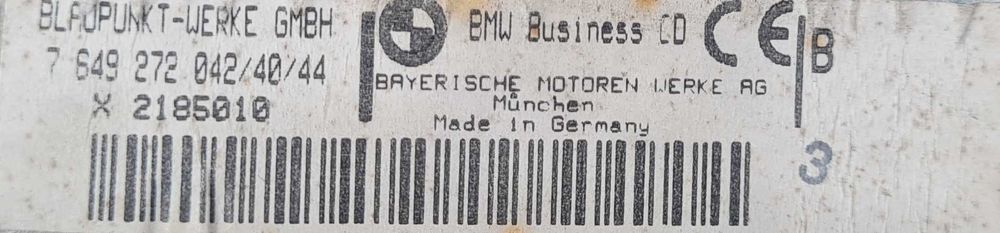 BLAUPUNKT-WERKE GMBH
7 649 272 042/40/44
X 2185010
BMW Business CD
BAYERISCHE MOTOREN WERKE AG
München
Made in Germany
CE
B
3